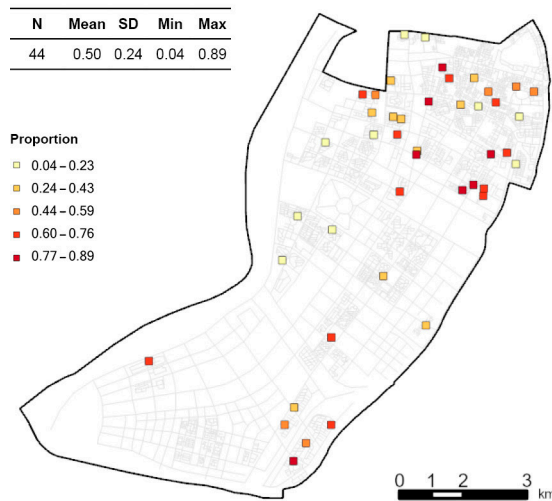 N Mean SD Min Max
44 0.50 0.24 0.04 0.89
Proportion
0.04 – 0.23
0.24 – 0.43
0.44 – 0.59
0.60 – 0.76
0.77 – 0.89
0 1 2 3
km